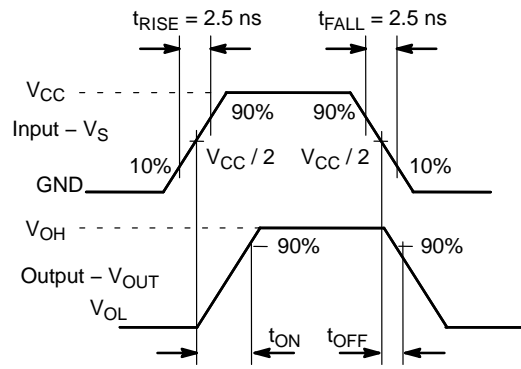 tRISE = 2.5 ns tFALL = 2.5 ns
VCC
90% 90%
Input – VS
VCC / 2 VCC / 2
10% 10%
GND
VOH
90% 90%
Output – VOUT
VOL
tON tOFF